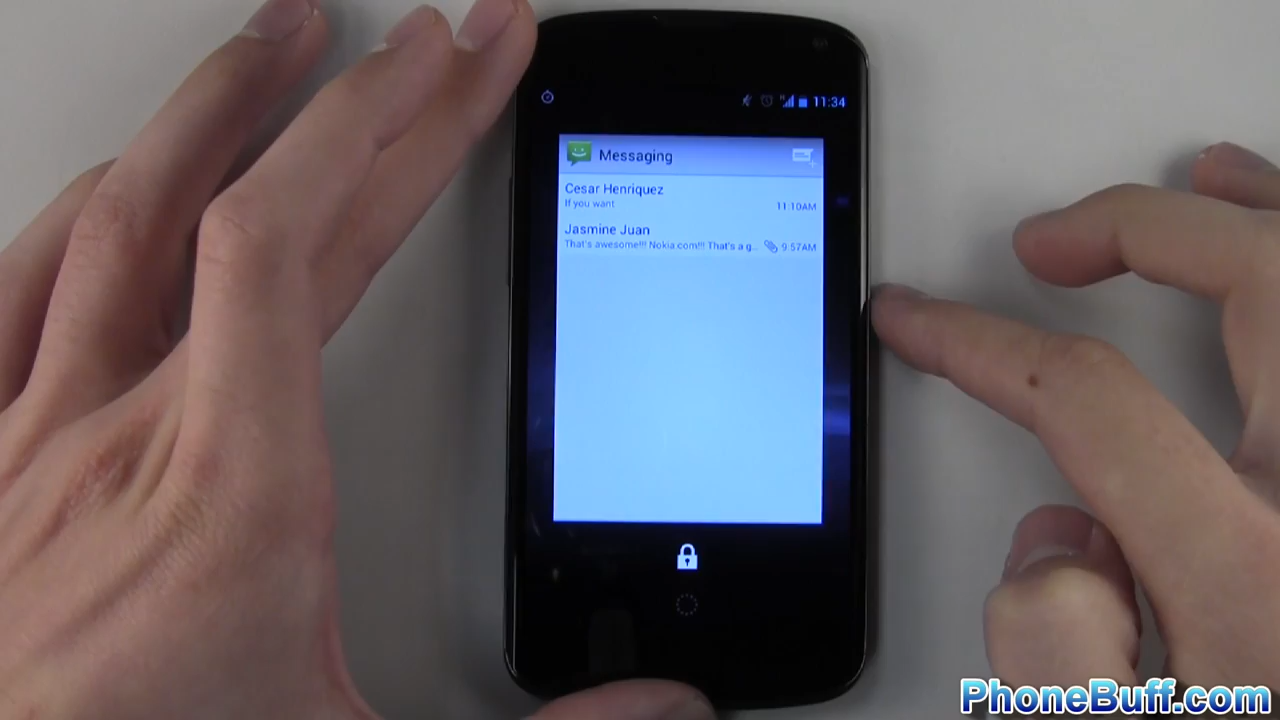 11:34
Messaging
Cesar Henriquez
If you want
11:10AM
Jasmine Juan
That's awesome!!! Nokia com!!! That's a g...
9:57AM
PhoneBuff.com